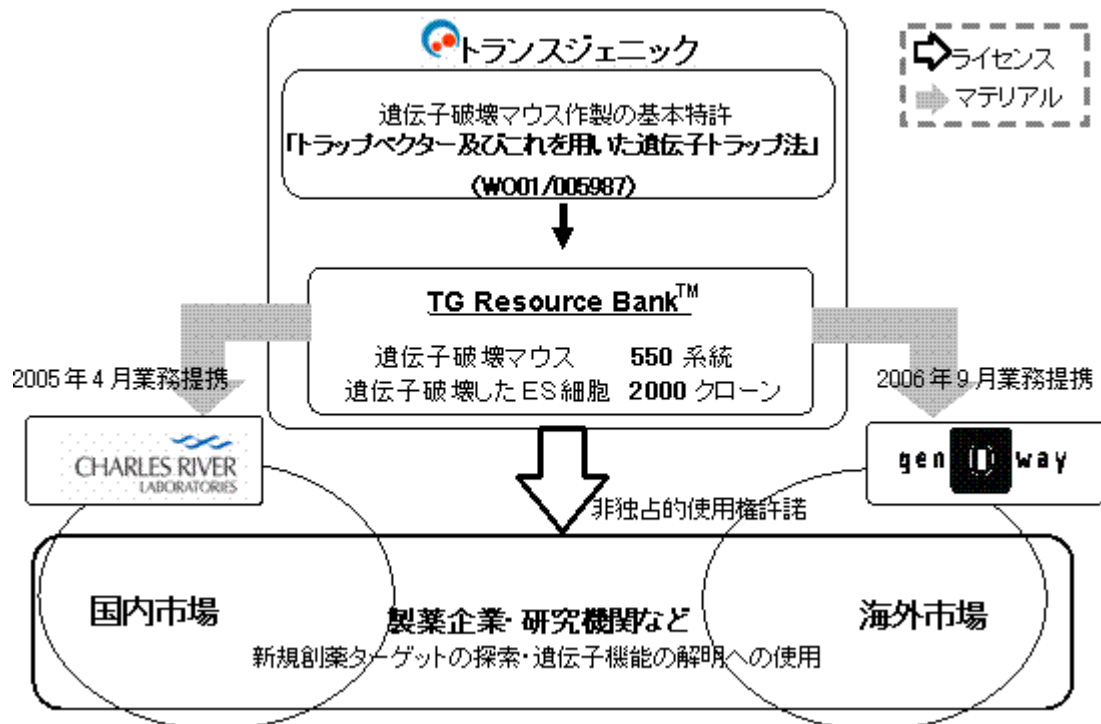 トランスジェニック
ライセンス
マテリアル
遺伝子破壊マウス作製の基本特許
「トラップベクター及びこれを用いた遺伝子トラップ法」
(WO01/005987)
TG Resource Bank™
遺伝子破壊マウス 550 系統
遺伝子破壊したES細胞 2000 クローン
2005年4月業務提携
2006年9月業務提携
CHARLES RIVER
LABORATORIES
gen O way
非独占的使用権許諾
国内市場
製薬企業・研究機関など
海外市場
新規創薬ターゲットの探索・遺伝子機能の解明への使用